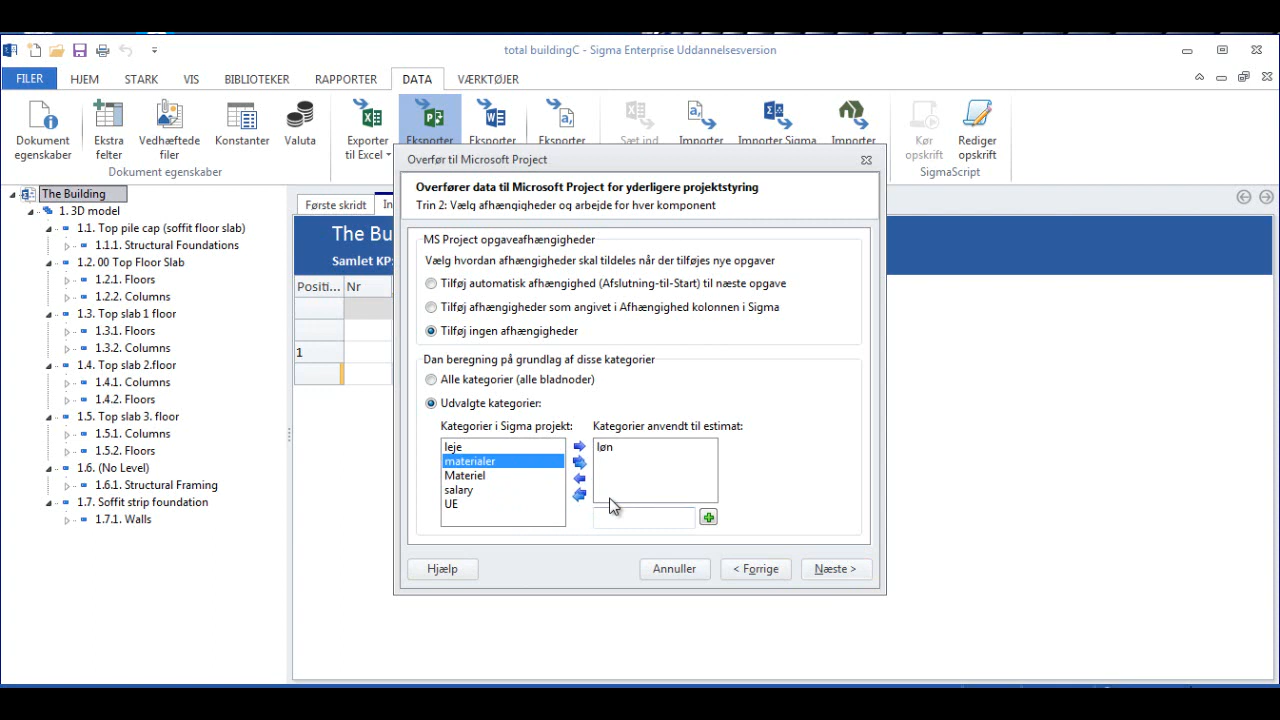 total buildingC - Sigma Enterprise Uddannelsesversion
FILER HJEM STARK VIS BIBLIOTEKER RAPPORTER DATA VÆRKTØJER
Dokument egenskaber
Ekstra felter
Vedhæftede filer
Konstanter
Valuta
Exporter til Excel
Eksporter
Eksporter
Eksporter
Sæt ind
Importer
Importer Sigma
Importer
Kør opskrift
Rediger opskrift
Dokument egenskaber
SigmaScript
The Building
1. 3D model
1.1. Top pile cap (soffit floor slab)
1.1.1. Structural Foundations
1.2. 00 Top Floor Slab
1.2.1. Floors
1.2.2. Columns
1.3. Top slab 1 floor
1.3.1. Floors
1.3.2. Columns
1.4. Top slab 2.floor
1.4.1. Columns
1.4.2. Floors
1.5. Top slab 3. floor
1.5.1. Columns
1.5.2. Floors
1.6. (No Level)
1.6.1. Structural Framing
1.7. Soffit strip foundation
1.7.1. Walls
Første skridt
The Bu
Samlet KP:
Positi... Nr
1
Overfør til Microsoft Project
Overfører data til Microsoft Project for yderligere projektstyring
Trin 2: Vælg afhængigheder og arbejde for hver komponent
MS Project opgaveafhængigheder
Vælg hvordan afhængigheder skal tildeles når der tilføjes nye opgaver
Tilføj automatisk afhængighed (Afslutning-til-Start) til næste opgave
Tilføj afhængigheder som angivet i Afhængighed kolonnen i Sigma
Tilføj ingen afhængigheder
Dan beregning på grundlag af disse kategorier
Alle kategorier (alle bladnoder)
Udvalgte kategorier:
Kategorier i Sigma projekt: Kategorier anvendt til estimat:
leje
materialer
Materiel
salary
UE
løn
Hjælp Annuller < Forrige Næste >